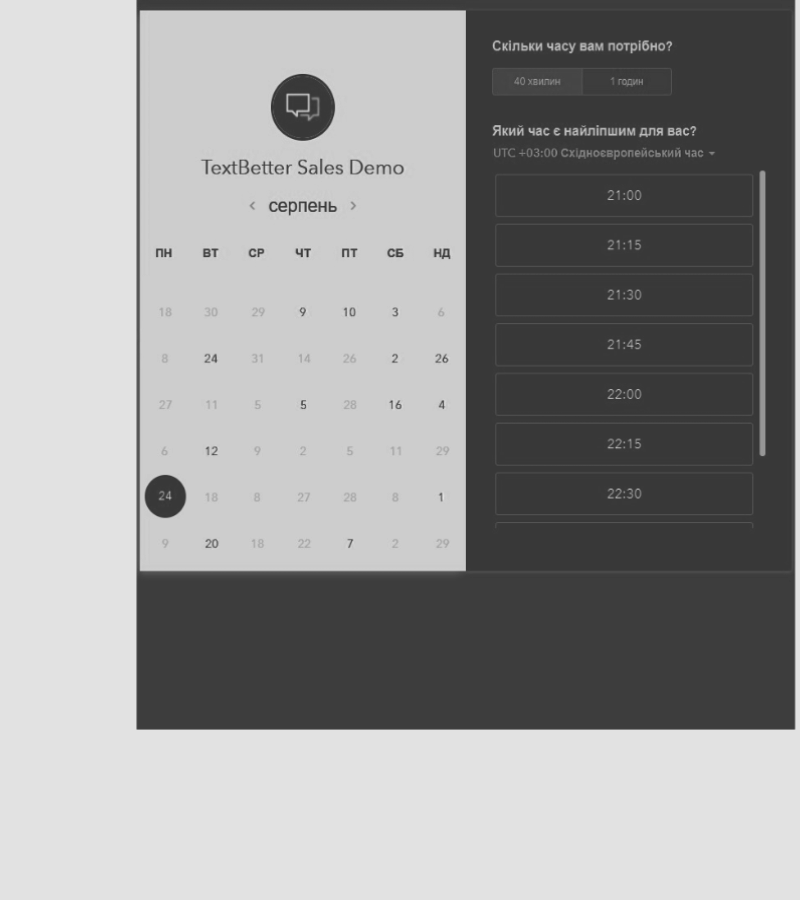 TextBetter Sales Demo
серпень
ПН ВТ СР ЧТ ПТ СБ НД
18 30 29 9 10 3 6
8 24 31 14 26 2 26
27 11 5 5 28 16 4
6 12 9 2 5 11 29
24 18 8 27 28 8 1
9 20 18 22 7 2 29
Скільки часу вам потрібно?
40 хвилин 1 годин
Який час є найліпшим для вас?
UTC +03:00 Східноєвропейський час
21:00
21:15
21:30
21:45
22:00
22:15
22:30